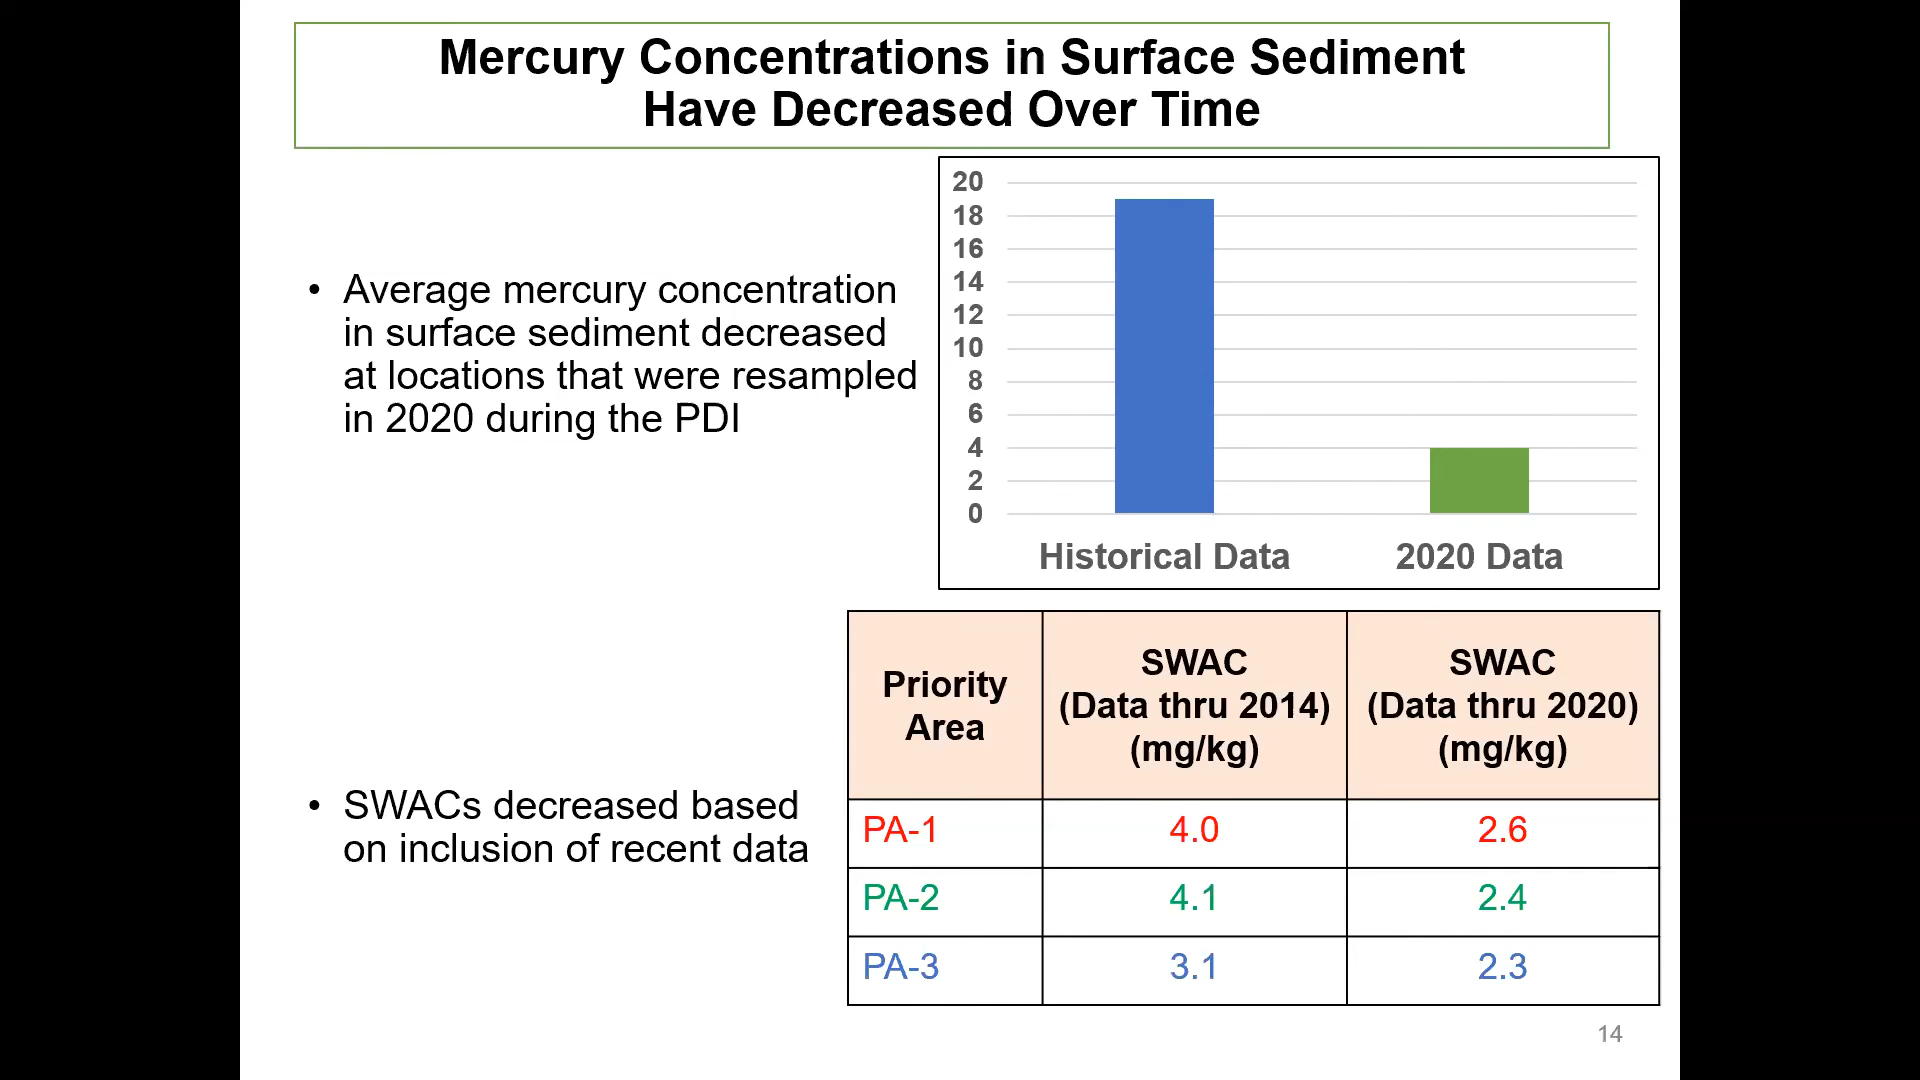 Mercury Concentrations in Surface Sediment
Have Decreased Over Time
• Average mercury concentration
in surface sediment decreased
at locations that were resampled
in 2020 during the PDI
20
18
16
14
12
10
8
6
4
2
0
Historical Data 2020 Data
• SWACs decreased based
on inclusion of recent data
Priority
Area
SWAC
(Data thru 2014)
(mg/kg)
SWAC
(Data thru 2020)
(mg/kg)
PA-1 4.0 2.6
PA-2 4.1 2.4
PA-3 3.1 2.3
14